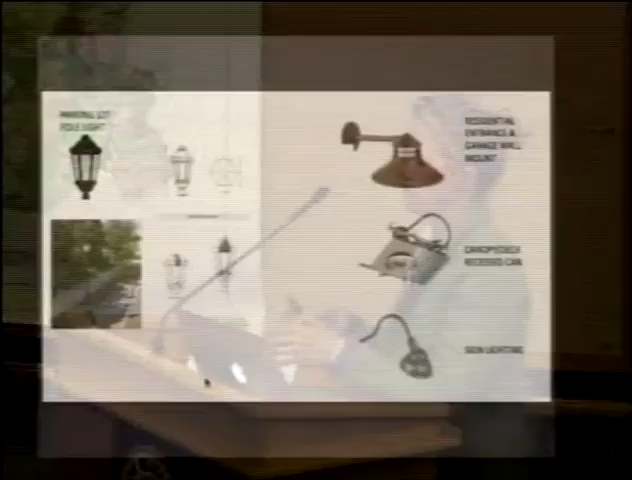 PARKING LOT
POLE LIGHT
RESIDENTIAL
ENTRANCE &
GARAGE WALL
MOUNT
CANOPY/DECK
RECESSED CAN
SIGN LIGHTING